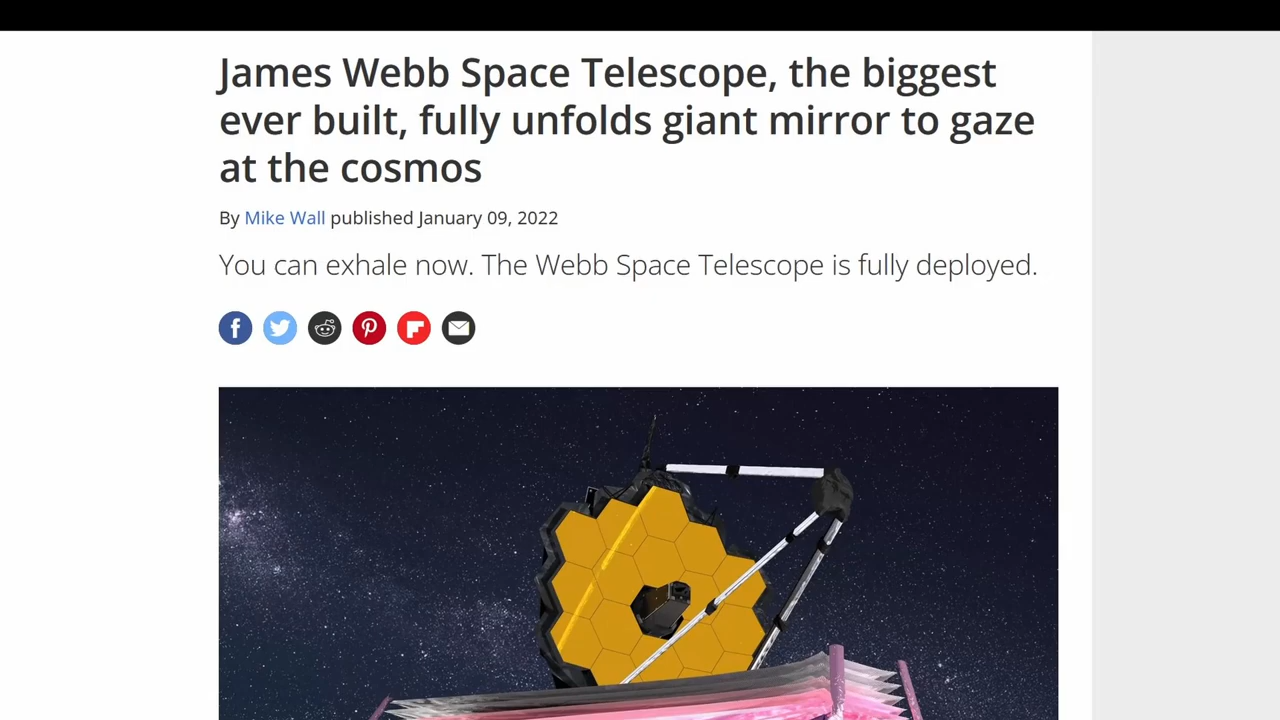 James Webb Space Telescope, the biggest
ever built, fully unfolds giant mirror to gaze
at the cosmos
By Mike Wall published January 09, 2022
You can exhale now. The Webb Space Telescope is fully deployed.